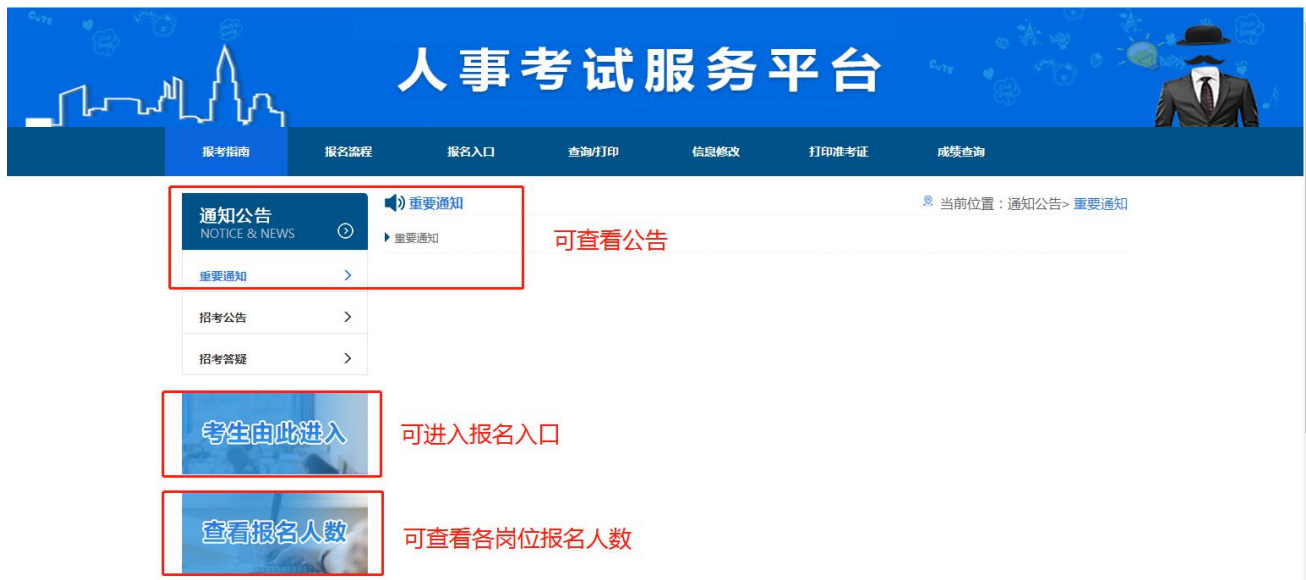 人事考试服务平台
报考指南 报名流程 报名入口 查询/打印 信息修改 打印准考证 成绩查询
通知公告
NOTICE & NEWS
重要通知
招考公告
招考答疑
重要通知
当前位置：通知公告> 重要通知
重要通知
可查看公告
考生由此进入
可进入报名入口
查看报名人数
可查看各岗位报名人数